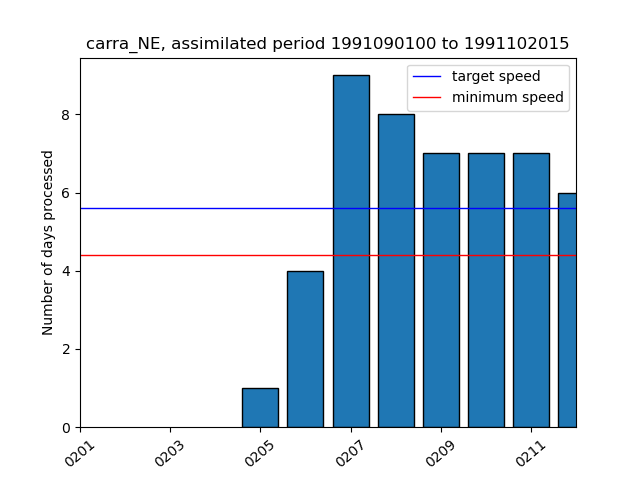 carra_NE, assimilated period 1991090100 to 1991102015
target speed
minimum speed
Number of days processed
8
6
4
2
0
0201
0203
0205
0207
0209
0211